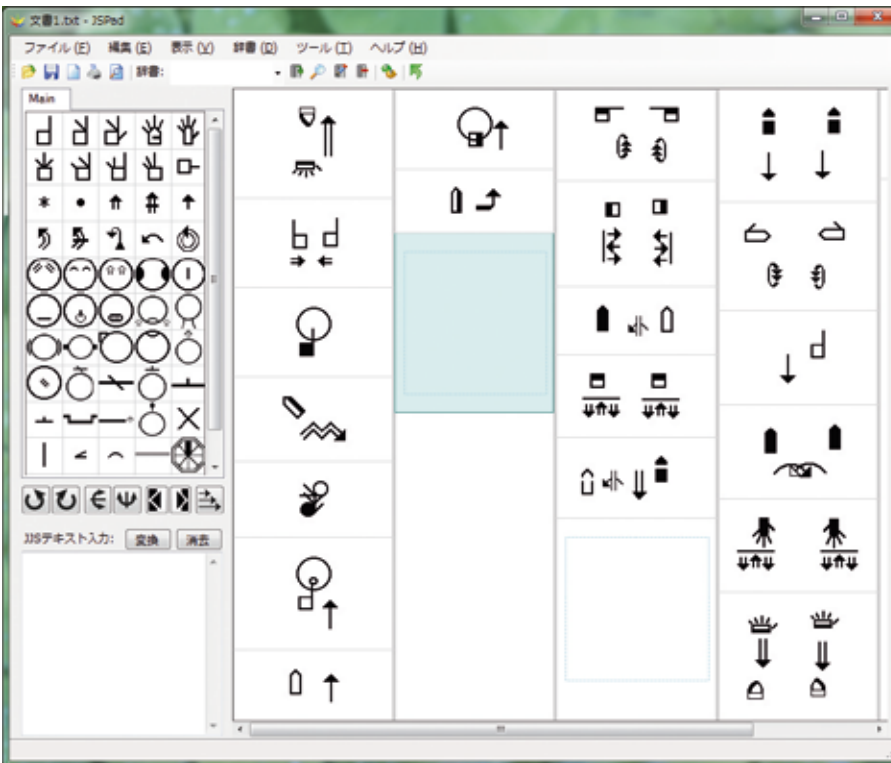 文書1.txt - JSPad
ファイル (F) 編集 (E) 表示 (V) 辞書 (D) ツール (T) ヘルプ (H)
辞書:
Main
JJSテキスト入力: 変換 消去